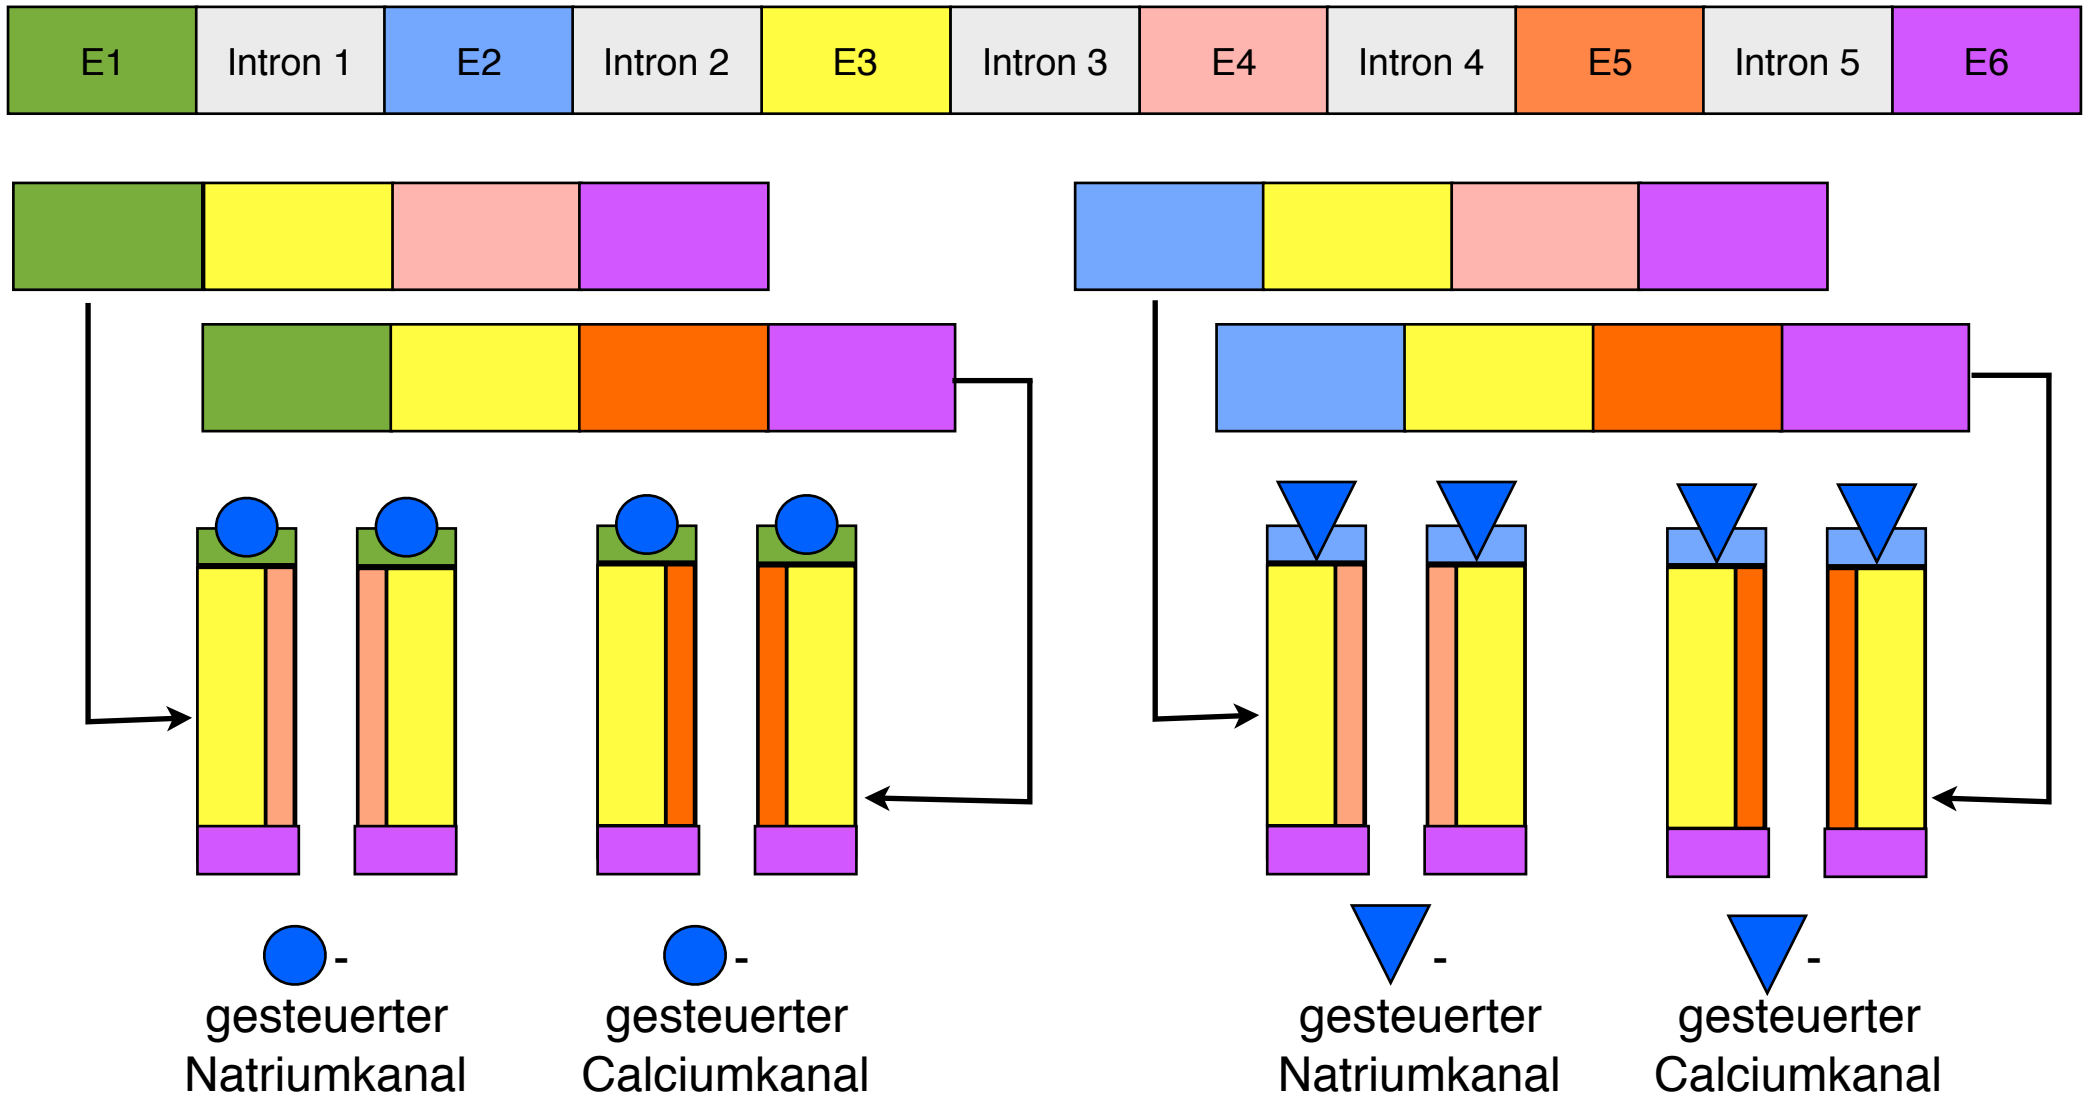 E1 Intron 1 E2 Intron 2 E3 Intron 3 E4 Intron 4 E5 Intron 5 E6
-
gesteuerter
Natriumkanal
-
gesteuerter
Calciumkanal
-
gesteuerter
Natriumkanal
-
gesteuerter
Calciumkanal